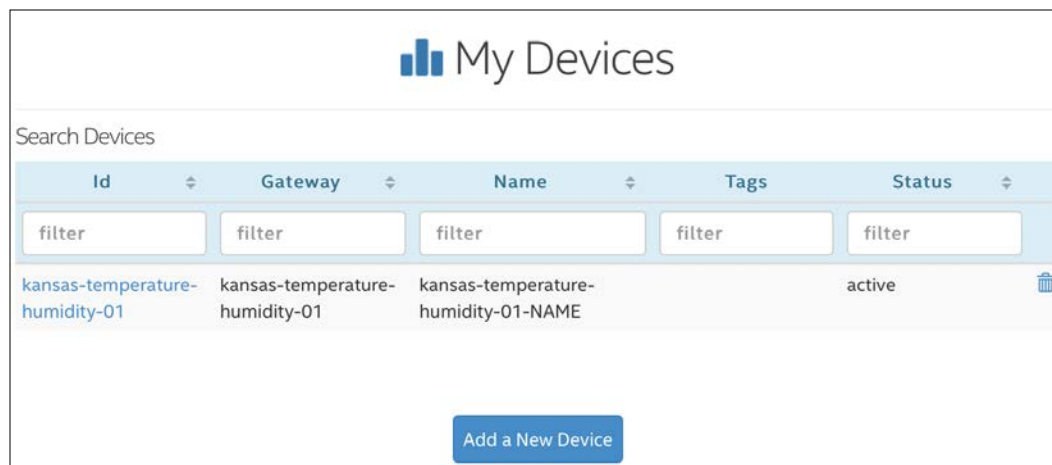 My Devices
Search Devices
Id Gateway Name Tags Status
filter filter filter filter filter
kansas-temperature- kansas-temperature- kansas-temperature- active
humidity-01 humidity-01 humidity-01-NAME
Add a New Device